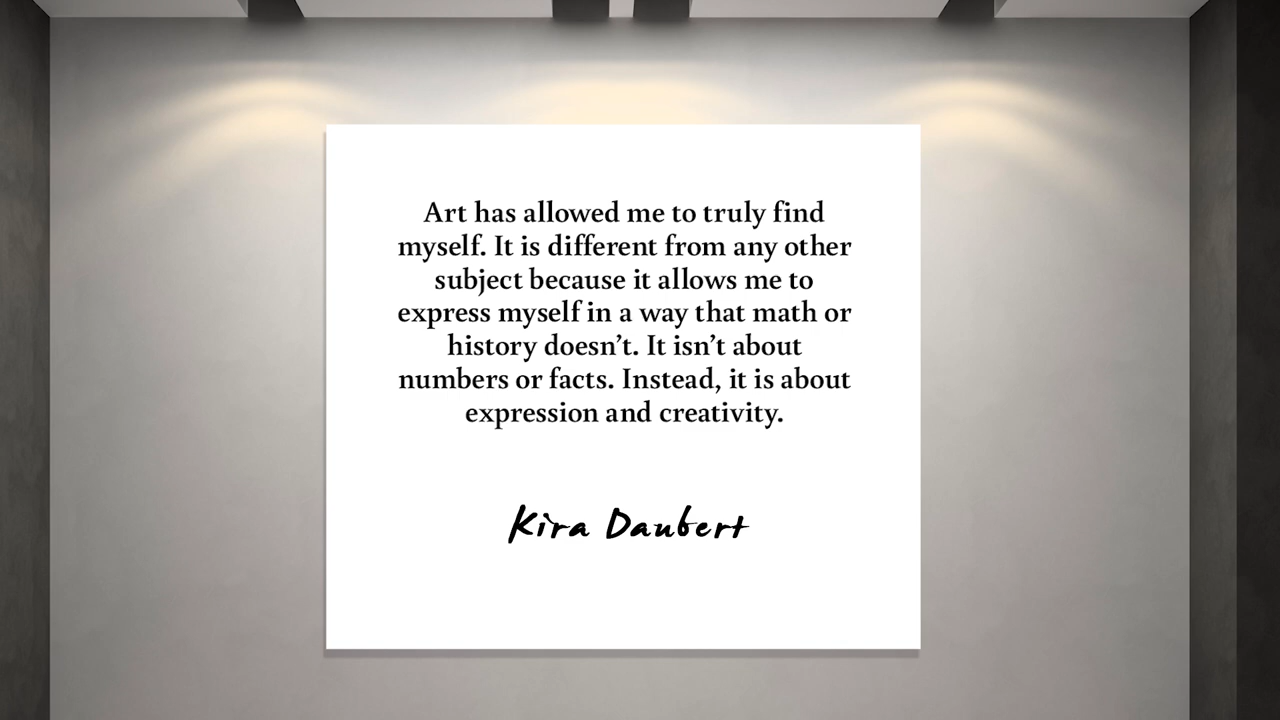 Art has allowed me to truly find
myself. It is different from any other
subject because it allows me to
express myself in a way that math or
history doesn’t. It isn’t about
numbers or facts. Instead, it is about
expression and creativity.
Kira Daubert